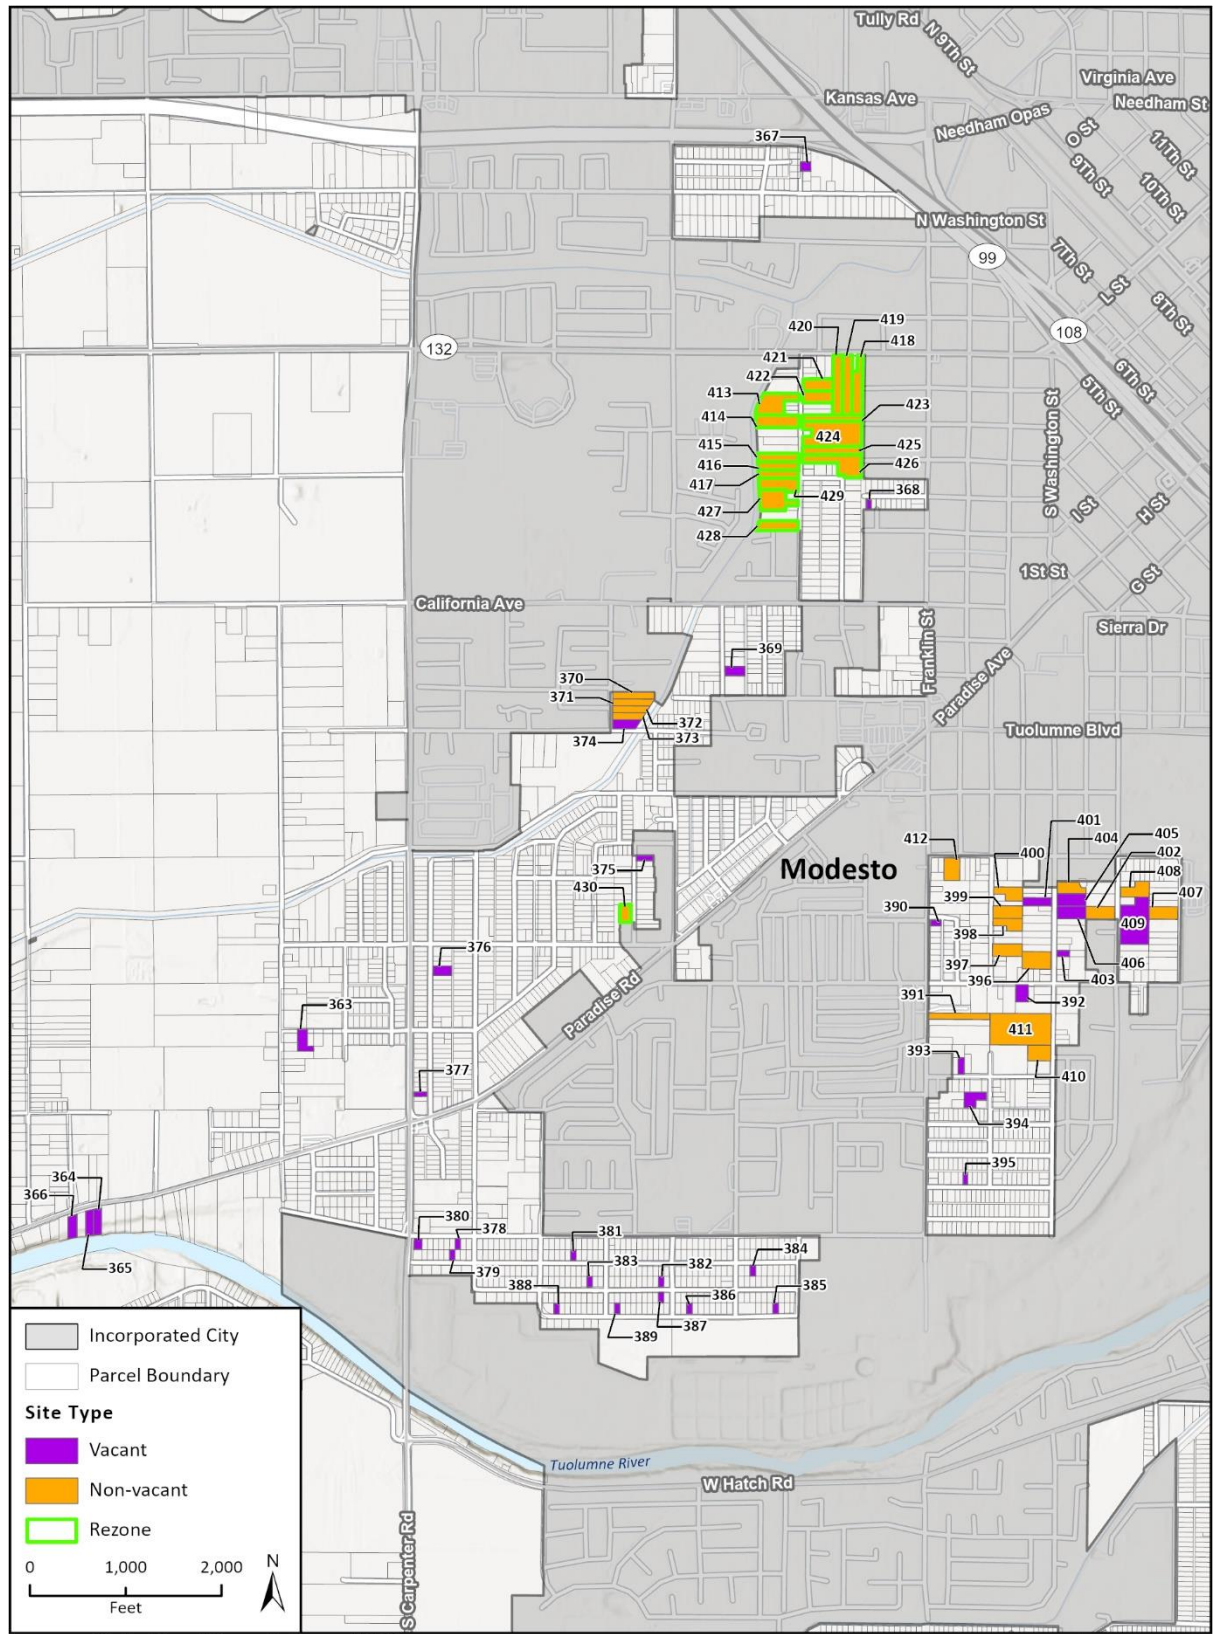 Tully Rd
N 9Th St
Virginia Ave
Kansas Ave
Needham St
Needham Opas
O St
11Th St
9Th St
10Th St
367
N Washington St
99
7Th St
L St
8Th St
108
132
420
419
418
6Th St
421
422
5Th St
413
423
414
424
S Washington St
415
425
416
426
417
429
368
427
I St
H St
428
1St St
G St
California Ave
Sierra Dr
Franklin St
369
Paradise Ave
370
371
372
373
374
Tuolumne Blvd
401
412
400
404
405
402
375
Modesto
408
430
399
407
390
398
409
376
397
406
396
403
Paradise Rd
363
391
392
411
393
377
410
394
395
364
366
365
380
378
381
384
379
383
382
388
386
385
389
387
Incorporated City
Parcel Boundary
Site Type
Vacant
Non-vacant
Rezone
0 1,000 2,000
Feet
N
Tuolumne River
W Hatch Rd
S Carpenter Rd